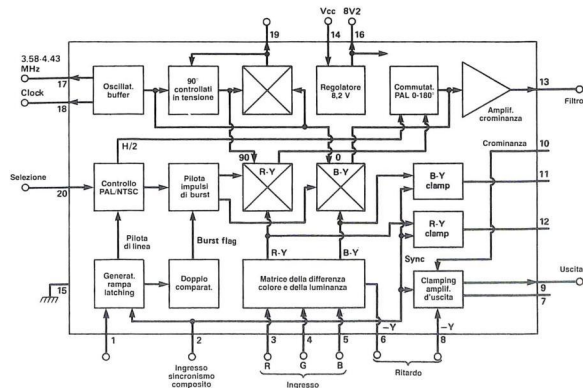 19
Vcc
14
8V2
16
3.58-4.43
MHz
17
Clock
18
Oscillat.
buffer
90°
controllati
in tensione
Regolatore
8,2 V
Commutat.
PAL 0-180°
Amplif.
crominanza
13
Filtro
H/2
Crominanza
10
Selezione
20
Controllo
PAL/NTSC
Pilota
impulsi
di burst
90
R-Y
0
B-Y
B-Y
clamp
11
R-Y
clamp
12
Pilota
di linea
Burst flag
R-Y
B-Y
Sync
15
Generat.
rampa
latching
Doppio
comparat.
Matrice della differenza
colore e della luminanza
Clamping
amplif.
d'uscita
Uscita
9
7
1
2
3
4
5
-Y
6
-Y
8
R
G
B
Ingresso
sincronismo
composito
Ingresso
Ritardo